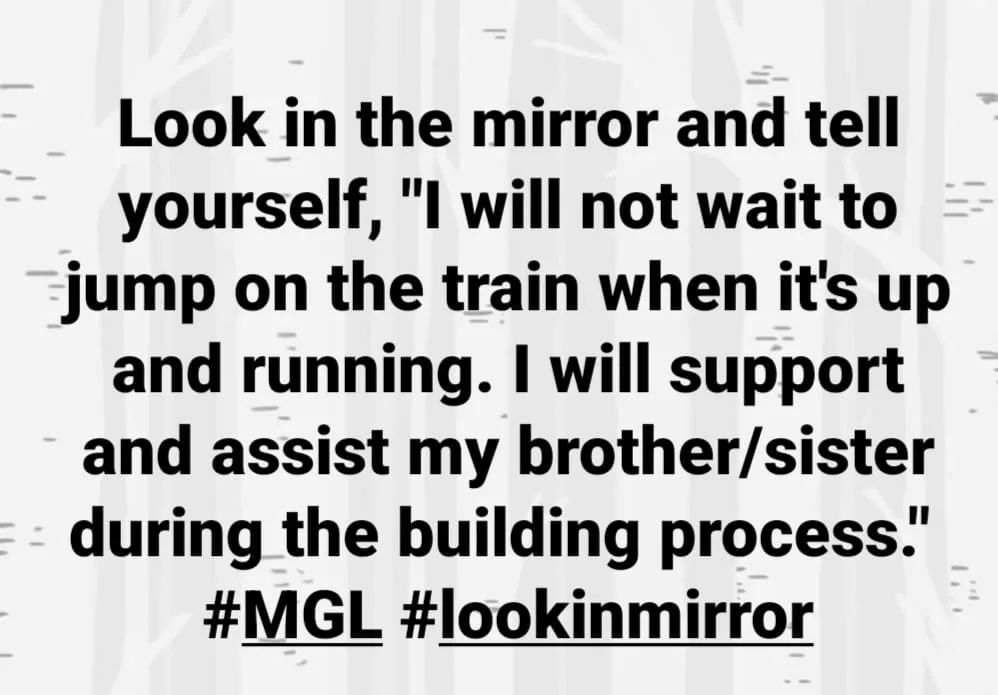 Look in the mirror and tell
yourself, "I will not wait to
jump on the train when it's up
and running. I will support
and assist my brother/sister
during the building process."
#MGL #lookinmirror